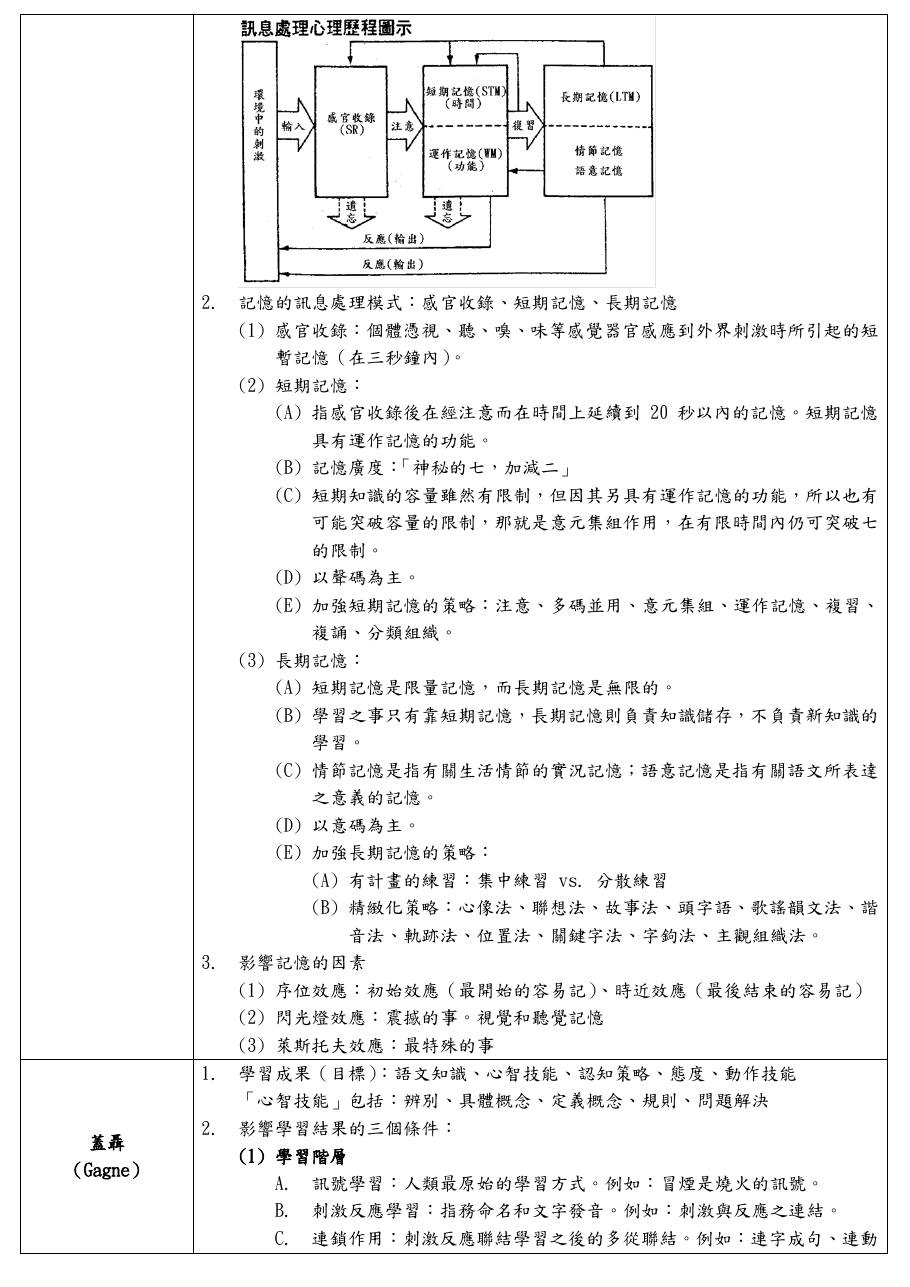 訊息處理心理歷程圖示
環境中的刺激
輸入
感官收錄
(SR)
注意
短期記憶(STM)
(時間)
運作記憶(WM)
(功能)
複習
長期記憶(LTM)
情節記憶
語意記憶
遺忘
遺忘
反應(輸出)
反應(輸出)
2. 記憶的訊息處理模式：感官收錄、短期記憶、長期記憶
(1) 感官收錄：個體憑視、聽、嗅、味等感覺器官感應到外界刺激時所引起的短
暫記憶（在三秒鐘內）。
(2) 短期記憶：
(A) 指感官收錄後在經注意而在時間上延續到 20 秒以內的記憶。短期記憶
具有運作記憶的功能。
(B) 記憶廣度：「神秘的七，加減二」
(C) 短期知識的容量雖然有限制，但因其另具有運作記憶的功能，所以也有
可能突破容量的限制，那就是意元集組作用，在有限時間內仍可突破七
的限制。
(D) 以聲碼為主。
(E) 加強短期記憶的策略：注意、多碼並用、意元集組、運作記憶、複習、
複誦、分類組織。
(3) 長期記憶：
(A) 短期記憶是限量記憶，而長期記憶是無限的。
(B) 學習之事只有靠短期記憶，長期記憶則負責知識儲存，不負責新知識的
學習。
(C) 情節記憶是指有關生活情節的實況記憶；語意記憶是指有關語文所表達
之意義的記憶。
(D) 以意碼為主。
(E) 加強長期記憶的策略：
(A) 有計畫的練習：集中練習 vs. 分散練習
(B) 精緻化策略：心像法、聯想法、故事法、頭字語、歌謠韻文法、諧
音法、軌跡法、位置法、關鍵字法、字鉤法、主觀組織法。
3. 影響記憶的因素
(1) 序位效應：初始效應（最開始的容易記）、時近效應（最後結束的容易記）
(2) 閃光燈效應：震撼的事。視覺和聽覺記憶
(3) 萊斯托夫效應：最特殊的事
蓋聶
（Gagne）
1. 學習成果（目標）：語文知識、心智技能、認知策略、態度、動作技能
「心智技能」包括：辨別、具體概念、定義概念、規則、問題解決
2. 影響學習結果的三個條件：
(1) 學習階層
A. 訊號學習：人類最原始的學習方式。例如：冒煙是燒火的訊號。
B. 刺激反應學習：指務命名和文字發音。例如：刺激與反應之連結。
C. 連鎖作用：刺激反應聯結學習之後的多從聯結。例如：連字成句、連動